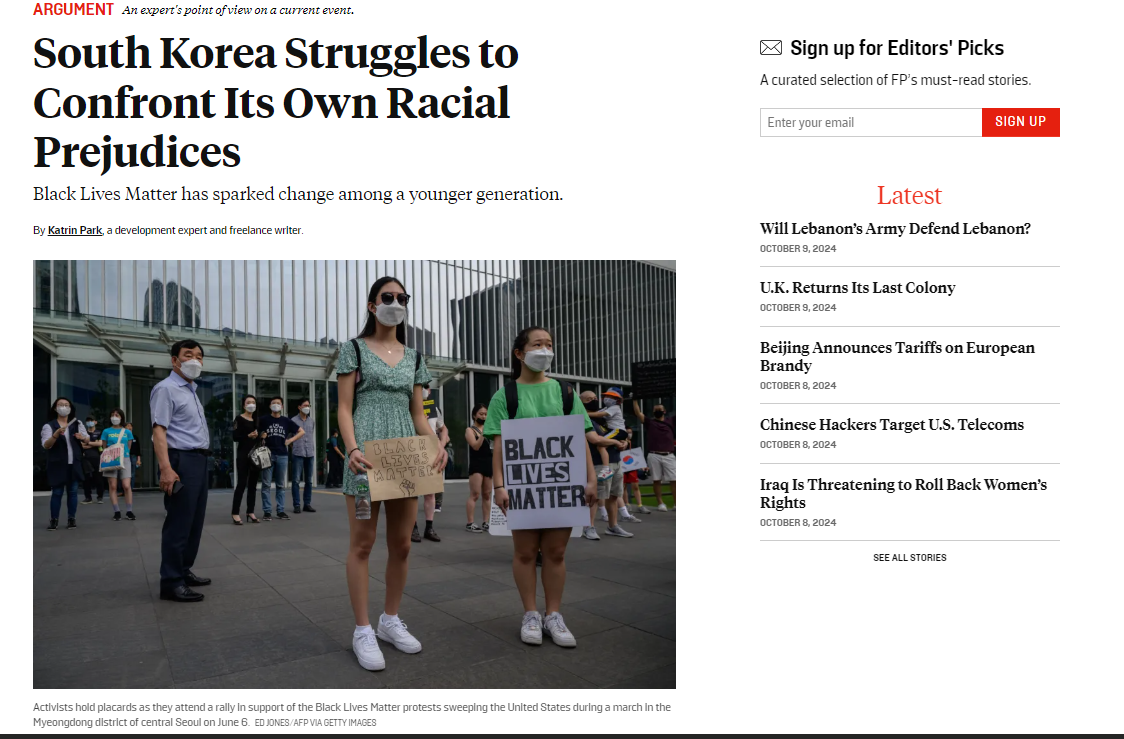 ARGUMENT An expert's point of view on a current event.
South Korea Struggles to
Confront Its Own Racial
Prejudices
Black Lives Matter has sparked change among a younger generation.
By Katrin Park, a development expert and freelance writer.
BLACK
LIVES
MATTER
BLACK
LIVES
MATTER
Activists hold placards as they attend a rally in support of the Black Lives Matter protests sweeping the United States during a march in the
Myeongdong district of central Seoul on June 6. ED JONES/AFP VIA GETTY IMAGES
Sign up for Editors' Picks
A curated selection of FP's must-read stories.
Enter your email SIGN UP
Latest
Will Lebanon's Army Defend Lebanon?
OCTOBER 9, 2024
U.K. Returns Its Last Colony
OCTOBER 9, 2024
Beijing Announces Tariffs on European
Brandy
OCTOBER 8, 2024
Chinese Hackers Target U.S. Telecoms
OCTOBER 8, 2024
Iraq Is Threatening to Roll Back Women's
Rights
OCTOBER 8, 2024
SEE ALL STORIES